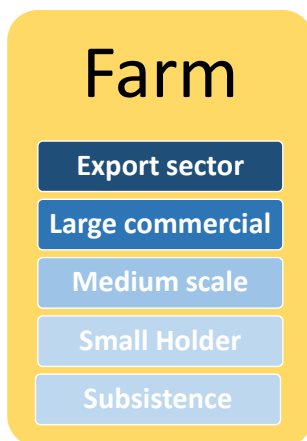 Farm
Export sector
Large commercial
Medium scale
Small Holder
Subsistence